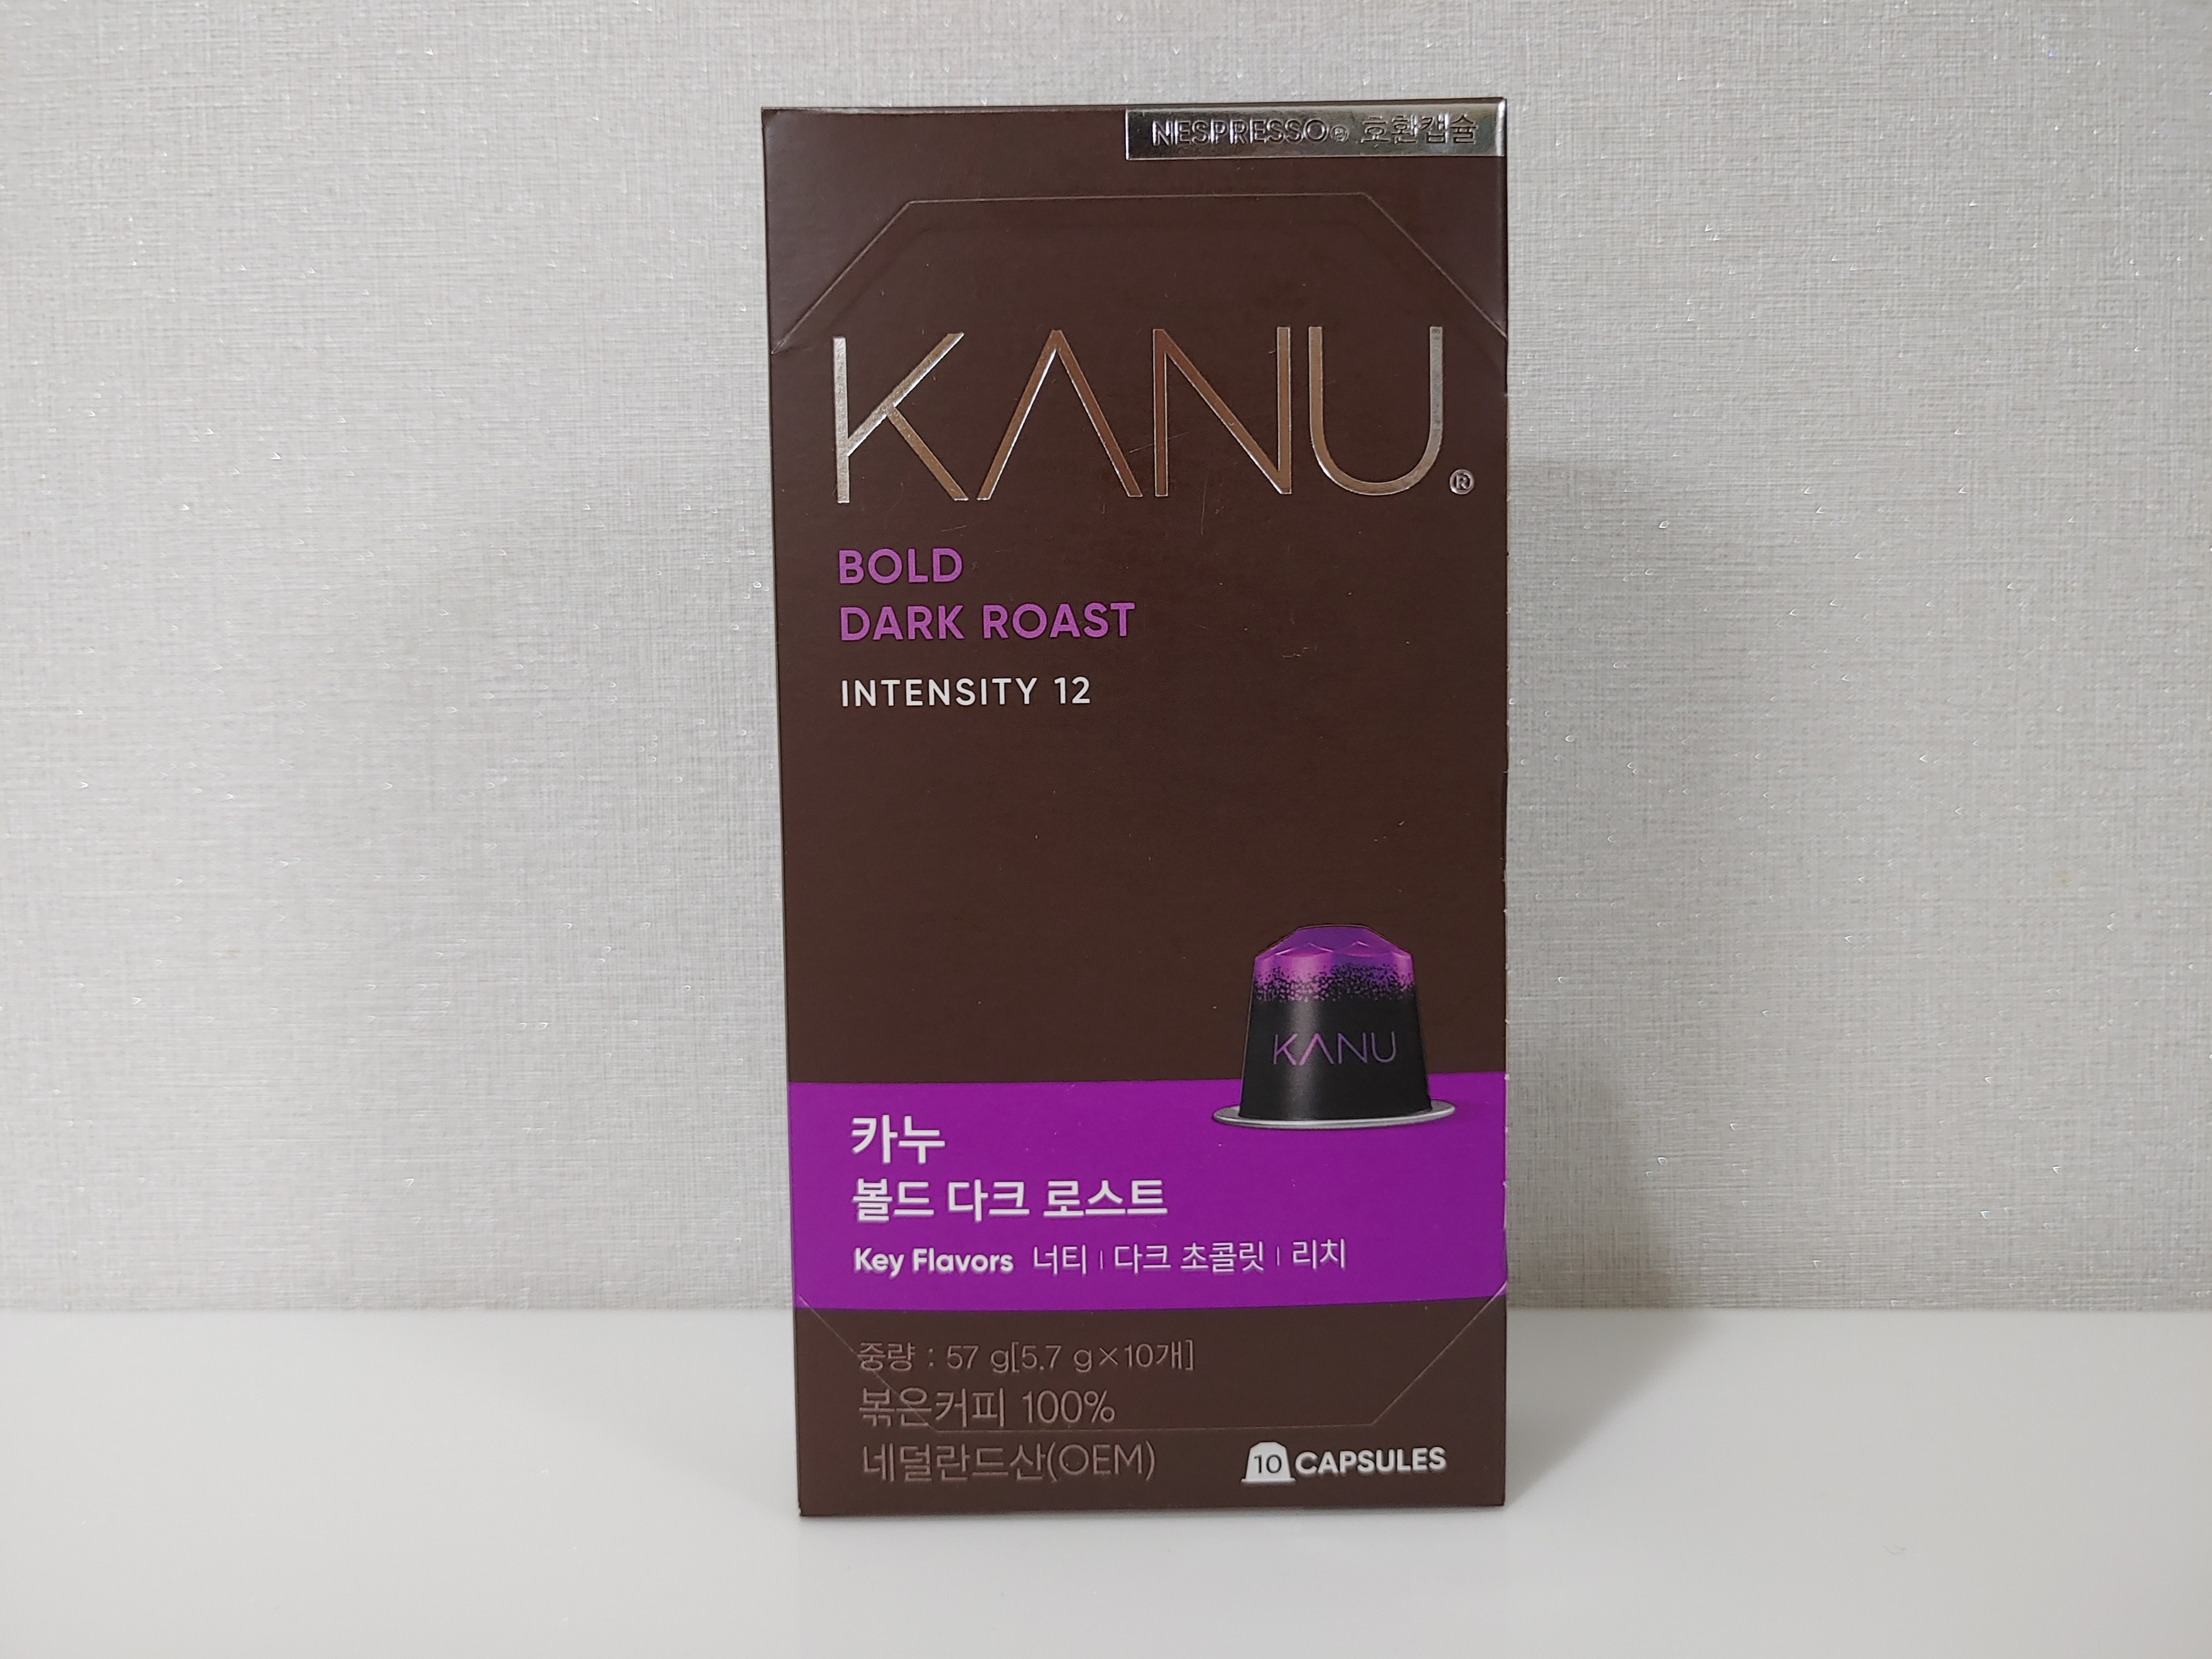 NESPRESSO® 호환캡슐
KANU®
BOLD
DARK ROAST
INTENSITY 12
KANU
카누
볼드 다크 로스트
Key Flavors 너티 | 다크 초콜릿 | 리치
중량 : 57 g[5.7 g×10개]
볶은커피 100%
네덜란드산(OEM)
10 CAPSULES